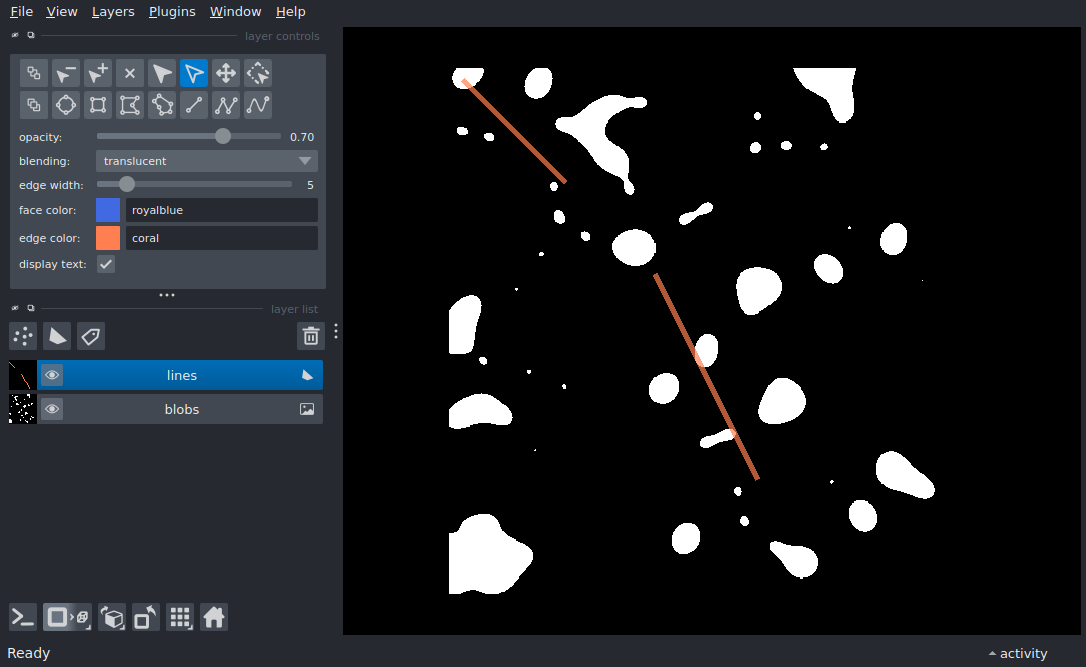 File View Layers Plugins Window Help
layer controls
opacity: 0.70
blending: translucent
edge width: 5
face color: royalblue
edge color: coral
display text:
layer list
lines
blobs
Ready
activity